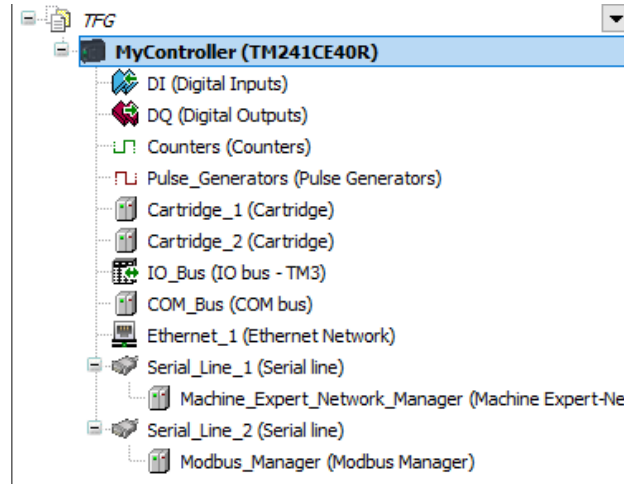 TFG
MyController (TM241CE40R)
DI (Digital Inputs)
DQ (Digital Outputs)
Counters (Counters)
Pulse_Generators (Pulse Generators)
Cartridge_1 (Cartridge)
Cartridge_2 (Cartridge)
IO_Bus (IO bus - TM3)
COM_Bus (COM bus)
Ethernet_1 (Ethernet Network)
Serial_Line_1 (Serial line)
Machine_Expert_Network_Manager (Machine Expert-Ne
Serial_Line_2 (Serial line)
Modbus_Manager (Modbus Manager)